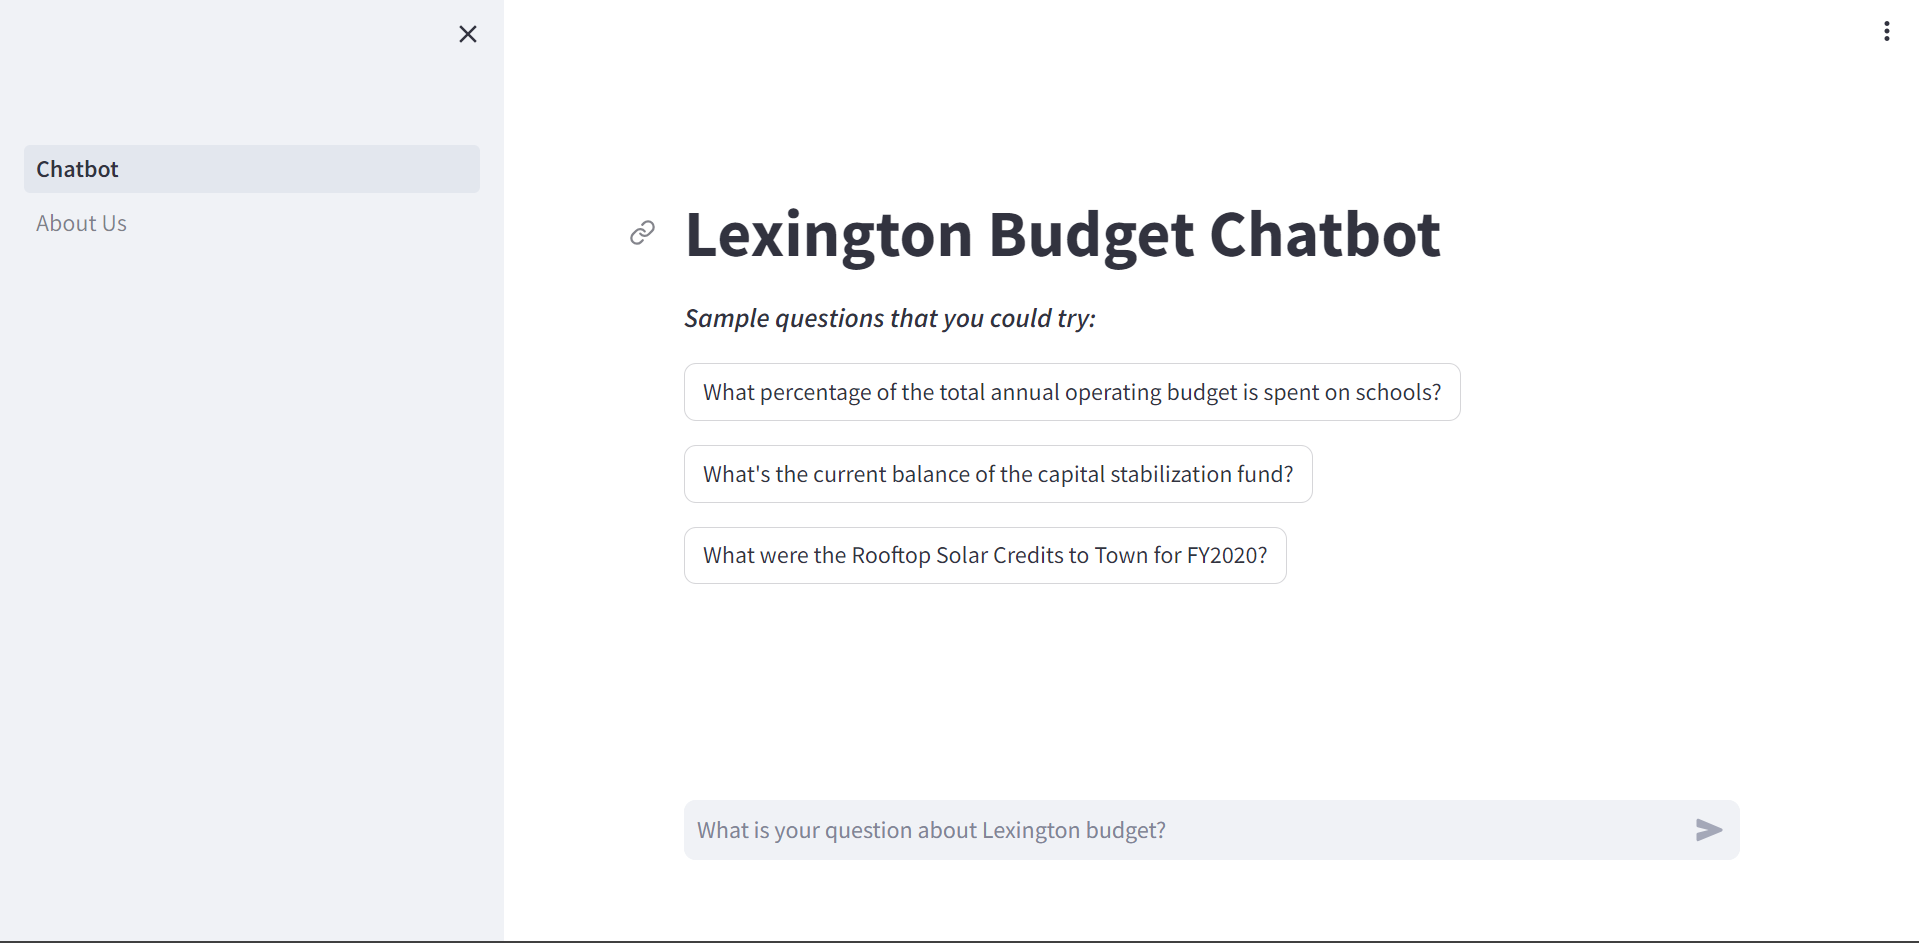 Chatbot
About Us
Lexington Budget Chatbot
Sample questions that you could try:
What percentage of the total annual operating budget is spent on schools?
What's the current balance of the capital stabilization fund?
What were the Rooftop Solar Credits to Town for FY2020?
What is your question about Lexington budget?